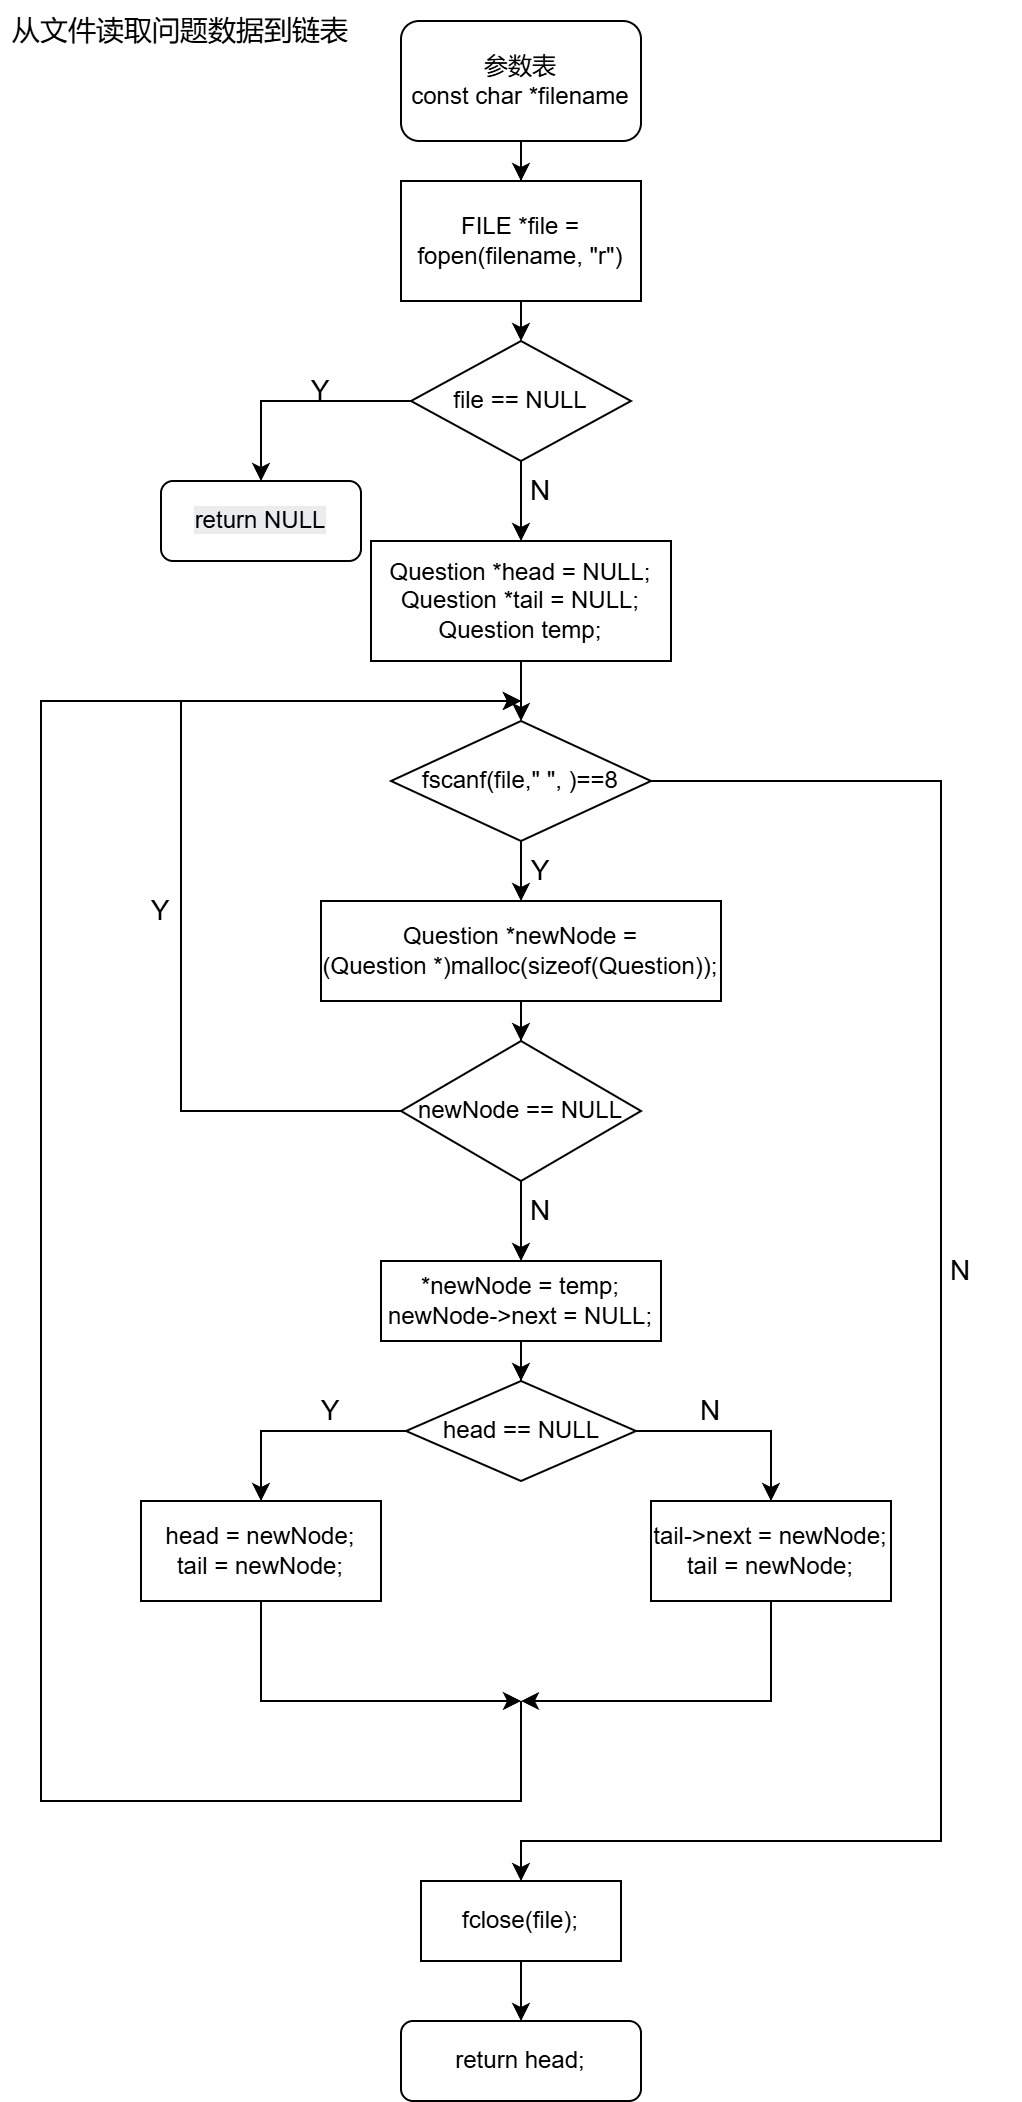 从文件读取问题数据到链表
参数表
const char *filename
FILE *file =
fopen(filename, "r")
file == NULL
Y
return NULL
N
Question *head = NULL;
Question *tail = NULL;
Question temp;
fscanf(file," ", )==8
Y
Y
Question *newNode =
(Question *)malloc(sizeof(Question));
newNode == NULL
N
N
*newNode = temp;
newNode->next = NULL;
head == NULL
Y
N
head = newNode;
tail = newNode;
tail->next = newNode;
tail = newNode;
fclose(file);
return head;